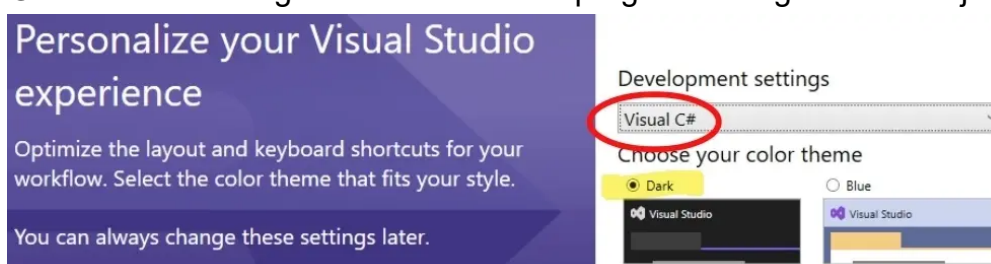 Personalize your Visual Studio
experience
Optimize the layout and keyboard shortcuts for your
workflow. Select the color theme that fits your style.
You can always change these settings later.
Development settings
Visual C#
Choose your color theme
Dark
Blue
Visual Studio
Visual Studio